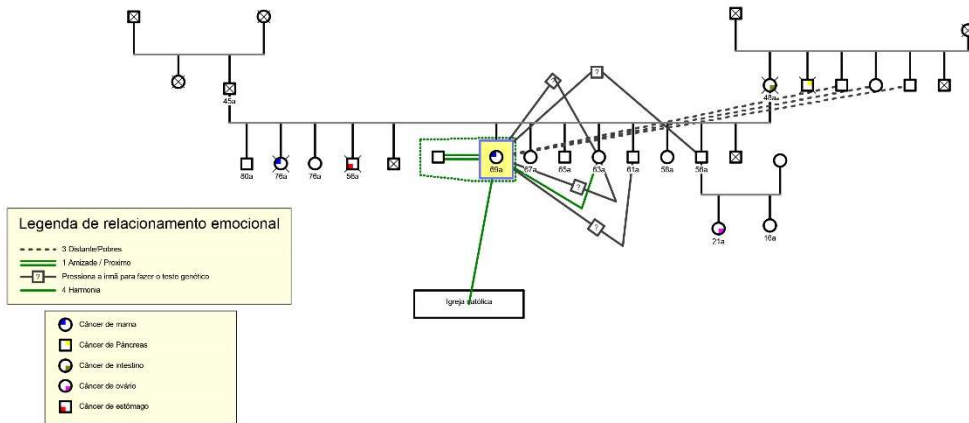 45a
48a
80a
76a
76a
56a
69a
67a
65a
63a
61a
58a
56a
21a
16a
?
?
?
?
Legenda de relacionamento emocional
3 Distante/Pobres
1 Amizade / Proximo
? Pressiona a irmã para fazer o teste genético
4 Harmonia
Igreja católica
Câncer de mama
Câncer de Pâncreas
Câncer de intestino
Câncer de ovário
Câncer de estômago